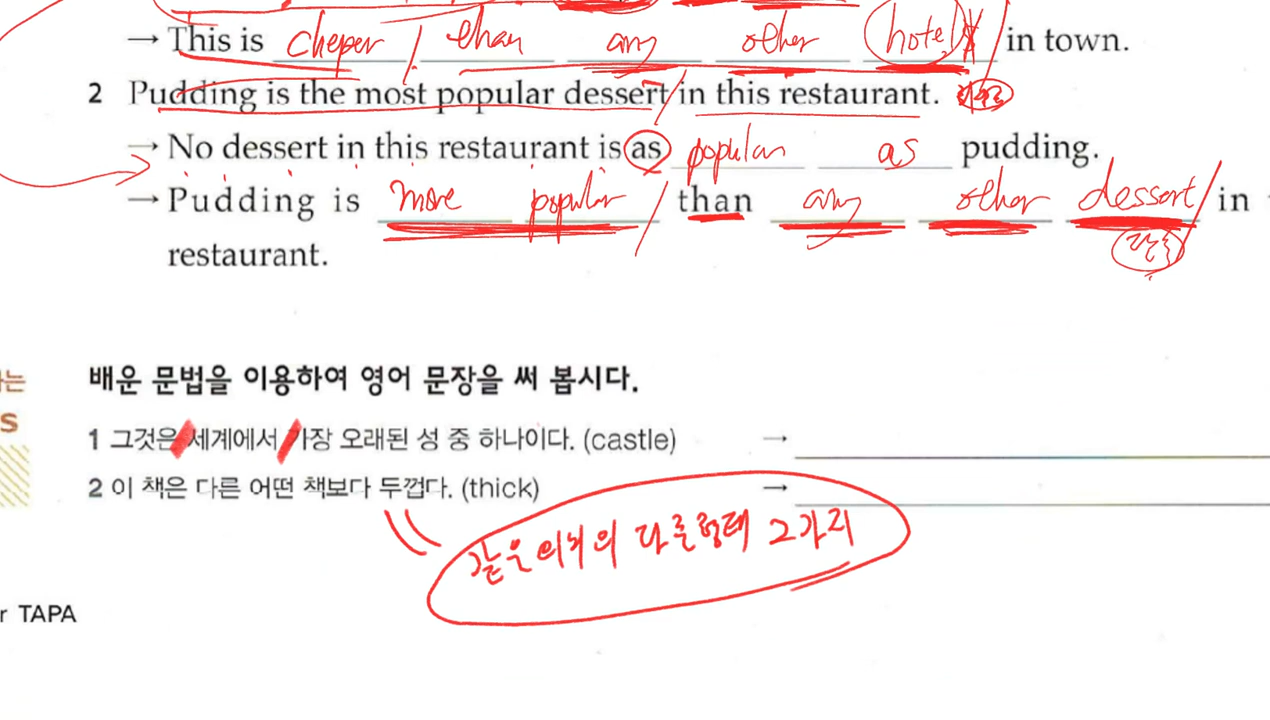 → This is cheper than any other hotel in town.
2 Pudding is the most popular dessert in this restaurant.
→ No dessert in this restaurant is as popular as pudding.
→ Pudding is more popular than any other dessert in
restaurant.
단수
배운 문법을 이용하여 영어 문장을 써 봅시다.
는
S
1 그것은 세계에서 가장 오래된 성 중 하나이다. (castle) →
2 이 책은 다른 어떤 책보다 두껍다. (thick) →
같은 의미의 다른형태 2가지
r TAPA